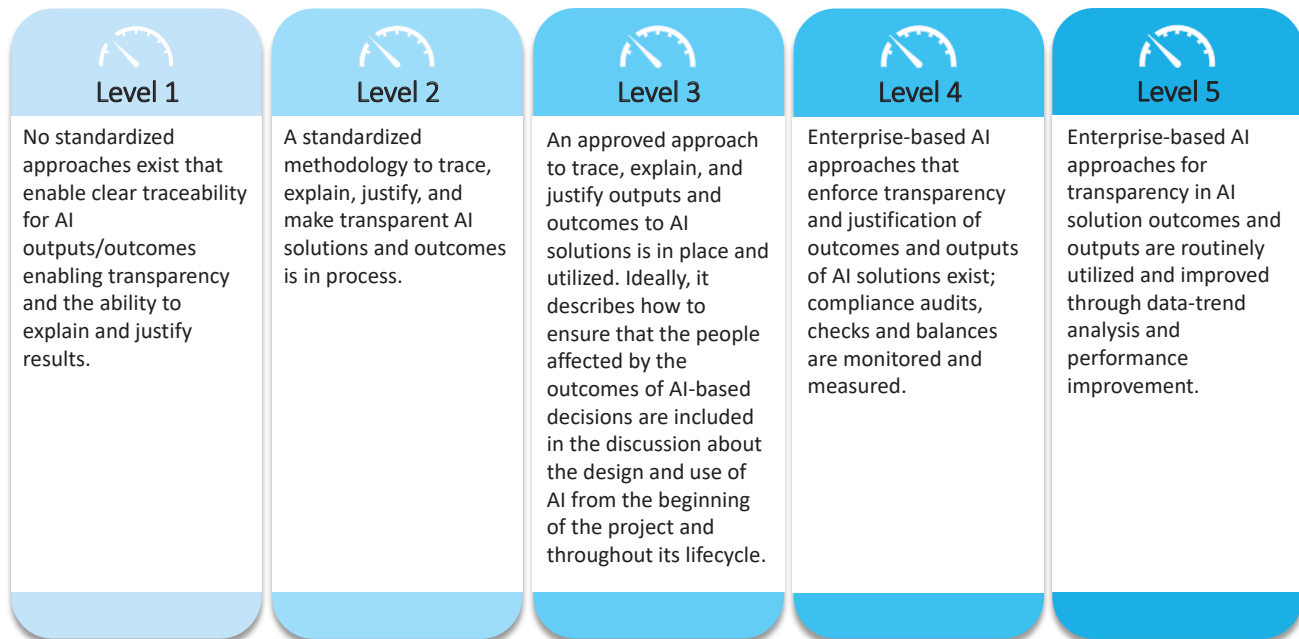 Level 1
No standardized
approaches exist that
enable clear traceability
for AI
outputs/outcomes
enabling transparency
and the ability to
explain and justify
results.
Level 2
A standardized
methodology to trace,
explain, justify, and
make transparent AI
solutions and outcomes
is in process.
Level 3
An approved approach
to trace, explain, and
justify outputs and
outcomes to AI
solutions is in place and
utilized. Ideally, it
describes how to
ensure that the people
affected by the
outcomes of AI-based
decisions are included
in the discussion about
the design and use of
AI from the beginning
of the project and
throughout its lifecycle.
Level 4
Enterprise-based AI
approaches that
enforce transparency
and justification of
outcomes and outputs
of AI solutions exist;
compliance audits,
checks and balances
are monitored and
measured.
Level 5
Enterprise-based AI
approaches for
transparency in AI
solution outcomes and
outputs are routinely
utilized and improved
through data-trend
analysis and
performance
improvement.